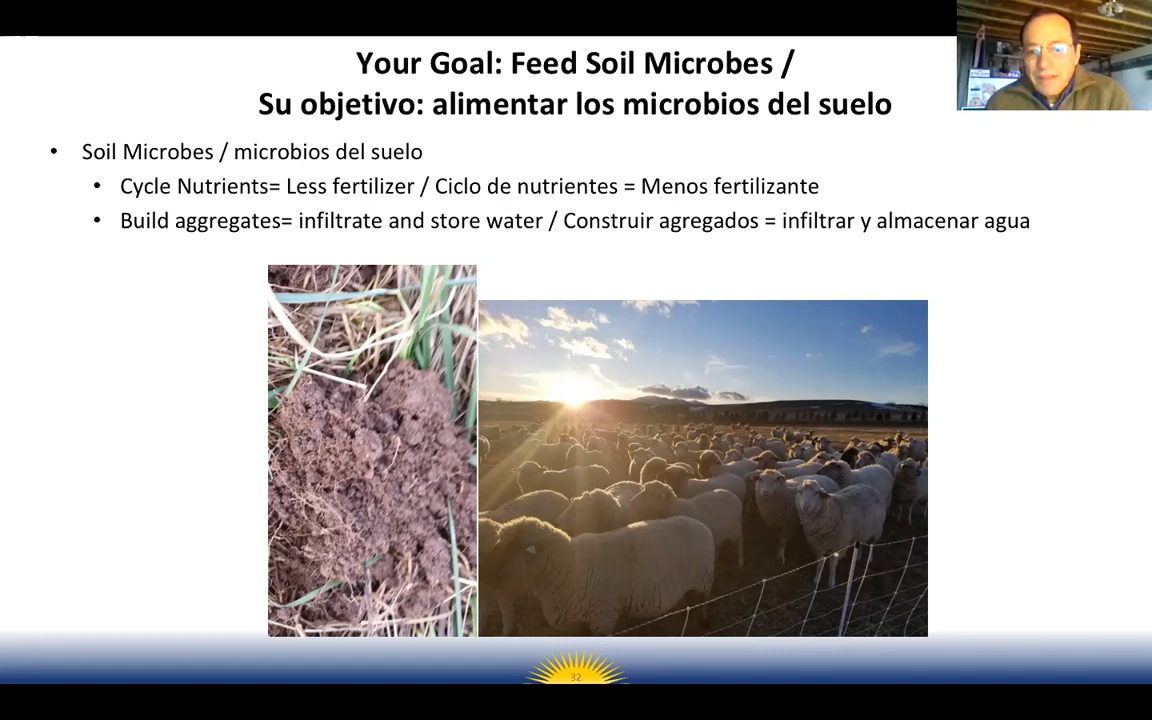 Your Goal: Feed Soil Microbes /
Su objetivo: alimentar los microbios del suelo
• Soil Microbes / microbios del suelo
• Cycle Nutrients= Less fertilizer / Ciclo de nutrientes = Menos fertilizante
• Build aggregates= infiltrate and store water / Construir agregados = infiltrar y almacenar agua
32